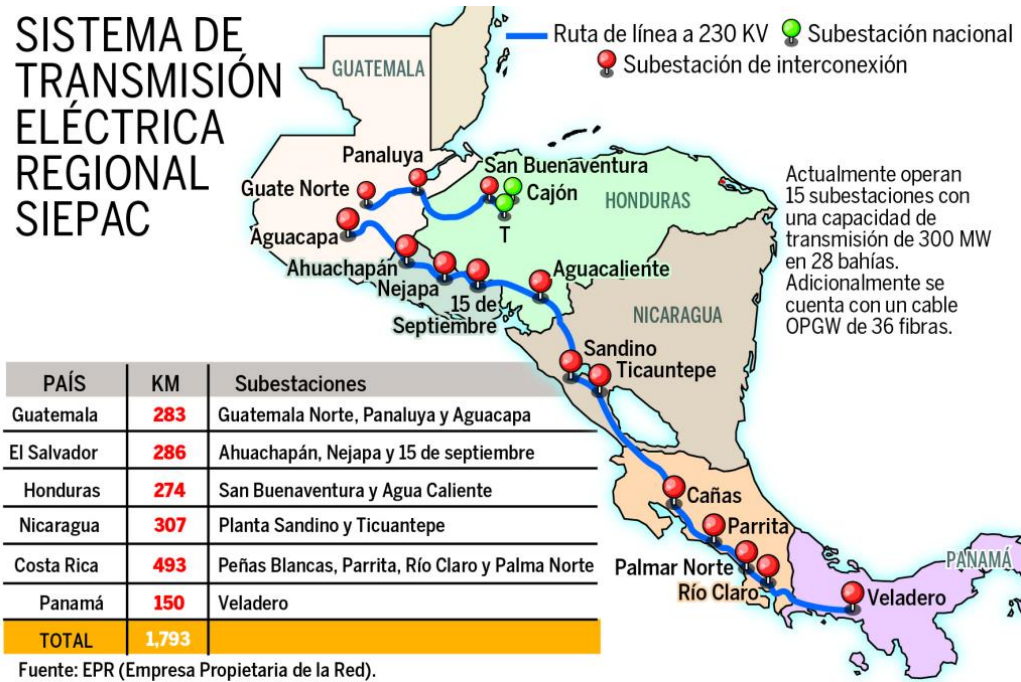 SISTEMA DE
TRANSMISIÓN
ELÉCTRICA
REGIONAL
SIEPAC
Ruta de línea a 230 KV
Subestación nacional
Subestación de interconexión
GUATEMALA
Panaluya
Guate Norte
Aguacapa
San Buenaventura
Cajón
T
HONDURAS
Ahuachapán
Nejapa
15 de
Septiembre
Aguacaliente
NICARAGUA
Sandino
Ticauntepe
Cañas
Parrita
Palmar Norte
Río Claro
PANAMÁ
Veladero
Actualmente operan
15 subestaciones con
una capacidad de
transmisión de 300 MW
en 28 bahías.
Adicionalmente se
cuenta con un cable
OPGW de 36 fibras.
PAÍS KM Subestaciones
Guatemala 283 Guatemala Norte, Panaluya y Aguacapa
El Salvador 286 Ahuachapán, Nejapa y 15 de septiembre
Honduras 274 San Buenaventura y Agua Caliente
Nicaragua 307 Planta Sandino y Ticuantepe
Costa Rica 493 Peñas Blancas, Parrita, Río Claro y Palma Norte
Panamá 150 Veladero
TOTAL 1,793
Fuente: EPR (Empresa Propietaria de la Red).